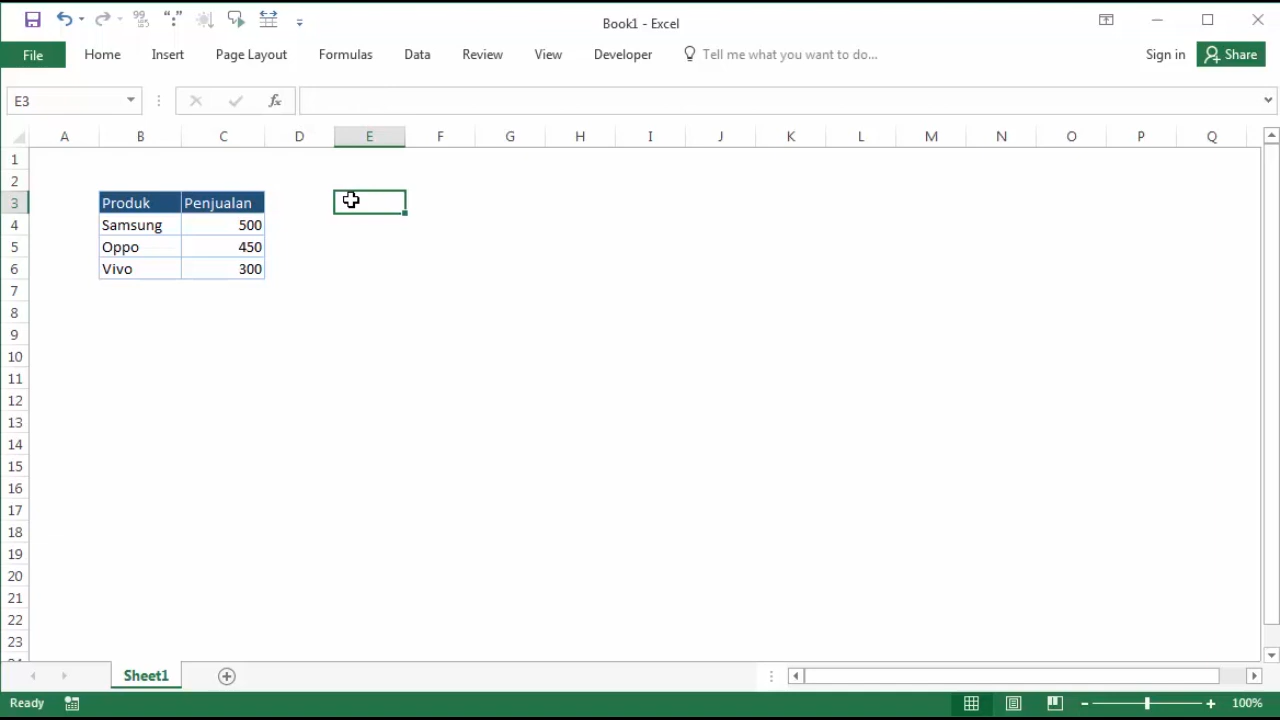 Book1 - Excel
File Home Insert Page Layout Formulas Data Review View Developer Tell me what you want to do... Sign in Share
E3 fx
A B C D E F G H I J K L M N O P Q
1
2
3 Produk Penjualan
4 Samsung 500
5 Oppo 450
6 Vivo 300
7
8
9
10
11
12
13
14
15
16
17
18
19
20
21
22
23
Sheet1
Ready 100%